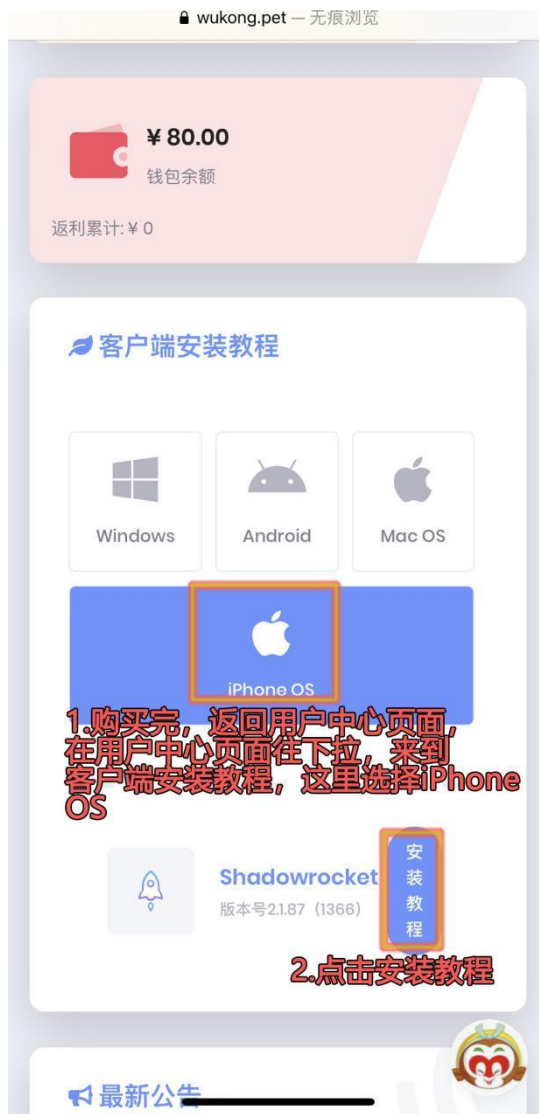 wukong.pet — 无痕浏览
¥ 80.00
钱包余额
返利累计: ¥ 0
客户端安装教程
Windows
Android
Mac OS
iPhone OS
1.购买完，返回用户中心页面，
在用户中心页面往下拉，来到
客户端安装教程，这里选择iPhone
OS
Shadowrocket
版本号2.1.87（1366）
安装教程
2.点击安装教程
最新公告